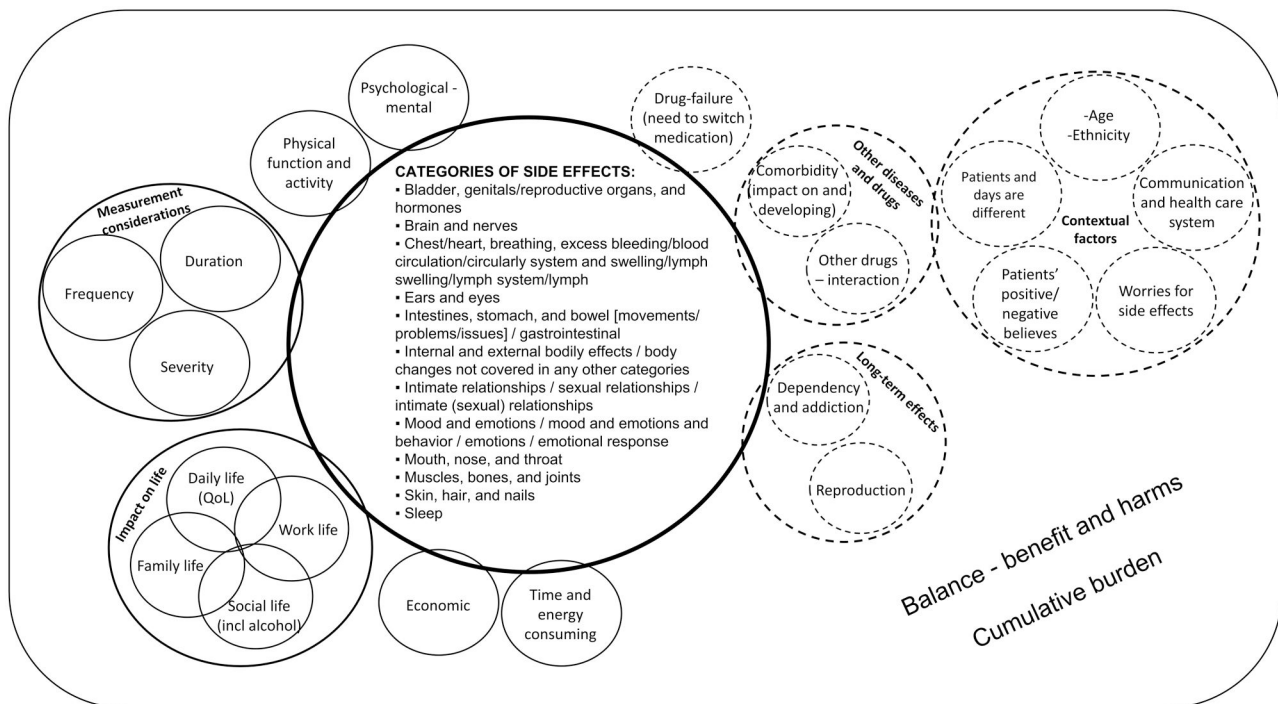 Psychological -
mental
Physical
function and
activity
Measurement
considerations
Frequency
Duration
Severity
Impact on life
Daily life
(QoL)
Work life
Family life
Social life
(incl alcohol)
Economic
Time and
energy
consuming
CATEGORIES OF SIDE EFFECTS:
▪ Bladder, genitals/reproductive organs, and
hormones
▪ Brain and nerves
▪ Chest/heart, breathing, excess bleeding/blood
circulation/circularly system and swelling/lymph
swelling/lymph system/lymph
▪ Ears and eyes
▪ Intestines, stomach, and bowel [movements/
problems/issues] / gastrointestinal
▪ Internal and external bodily effects / body
changes not covered in any other categories
▪ Intimate relationships / sexual relationships /
intimate (sexual) relationships
▪ Mood and emotions / mood and emotions and
behavior / emotions / emotional response
▪ Mouth, nose, and throat
▪ Muscles, bones, and joints
▪ Skin, hair, and nails
▪ Sleep
Drug-failure
(need to switch
medication)
Other diseases
and drugs
Comorbidity
(impact on and
developing)
Other drugs
– interaction
Long-term effects
Dependency
and addiction
Reproduction
-Age
-Ethnicity
Patients and
days are
different
Communication
and health care
system
Contextual
factors
Patients'
positive/
negative
believes
Worries for
side effects
Balance - benefit and harms
Cumulative burden